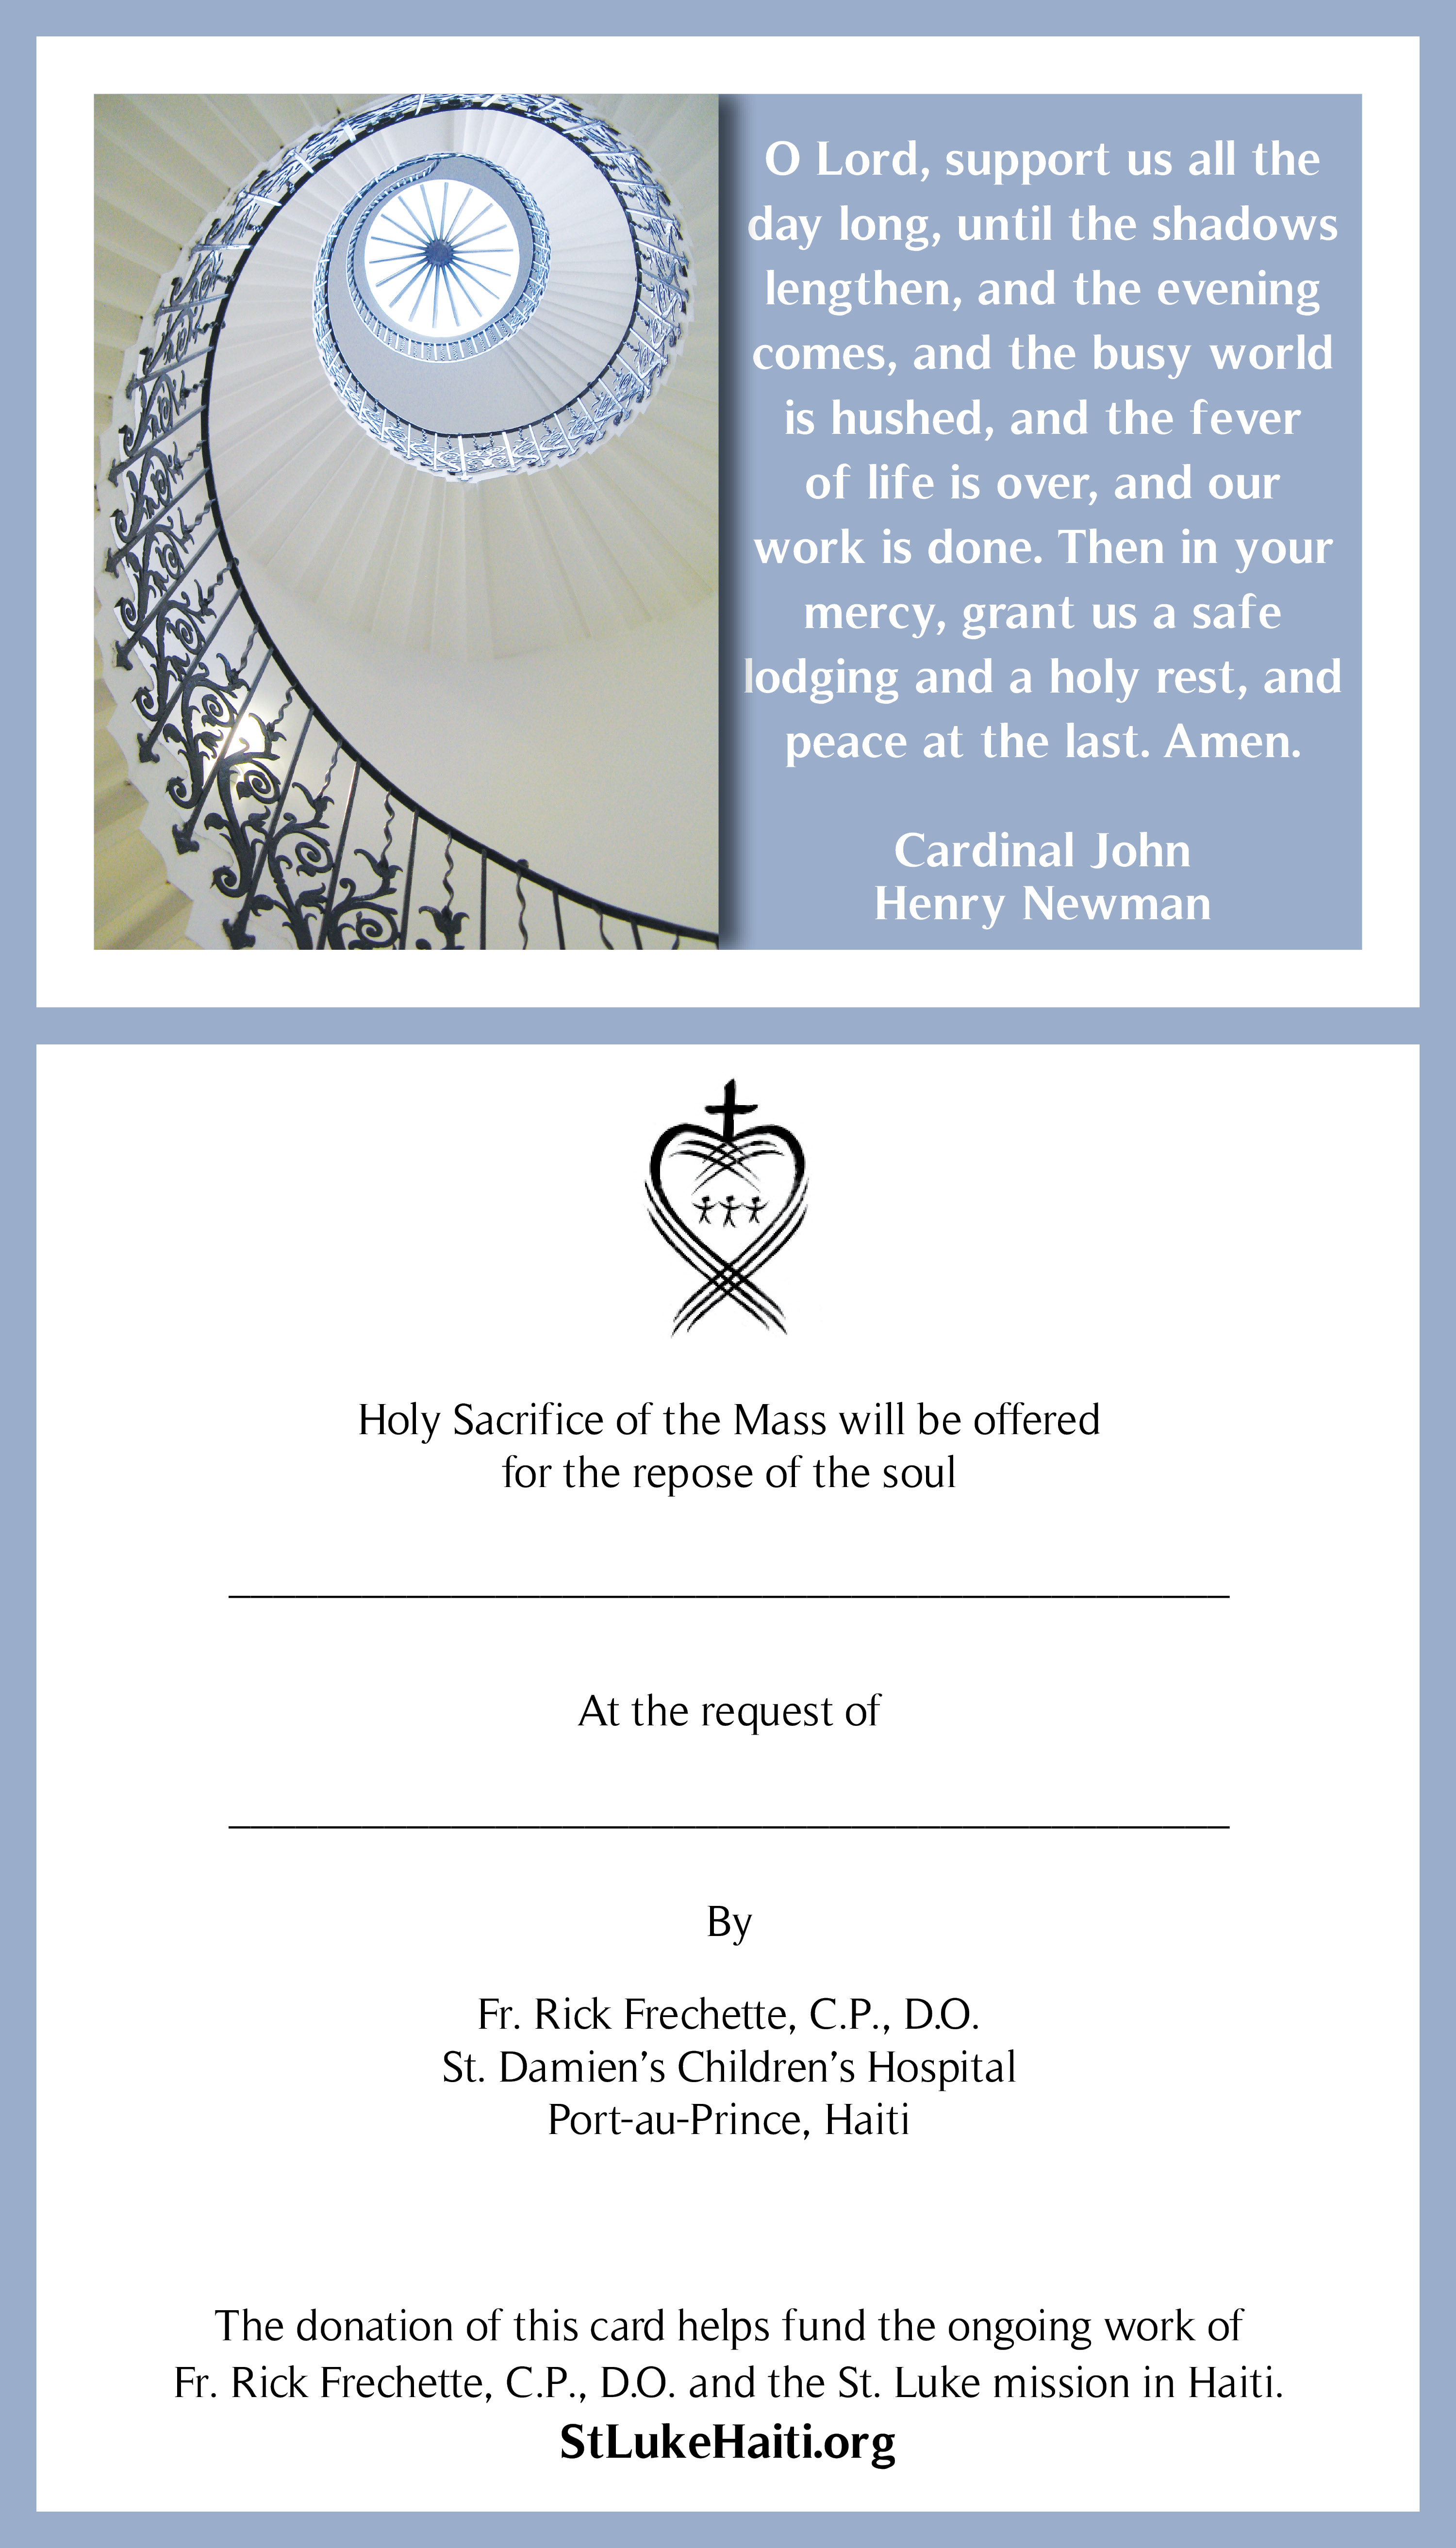 O Lord, support us all the
day long, until the shadows
lengthen, and the evening
comes, and the busy world
is hushed, and the fever
of life is over, and our
work is done. Then in your
mercy, grant us a safe
lodging and a holy rest, and
peace at the last. Amen.
Cardinal John
Henry Newman
Holy Sacrifice of the Mass will be offered
for the repose of the soul
At the request of
By
Fr. Rick Frechette, C.P., D.O.
St. Damien’s Children’s Hospital
Port-au-Prince, Haiti
The donation of this card helps fund the ongoing work of
Fr. Rick Frechette, C.P., D.O. and the St. Luke mission in Haiti.
StLukeHaiti.org